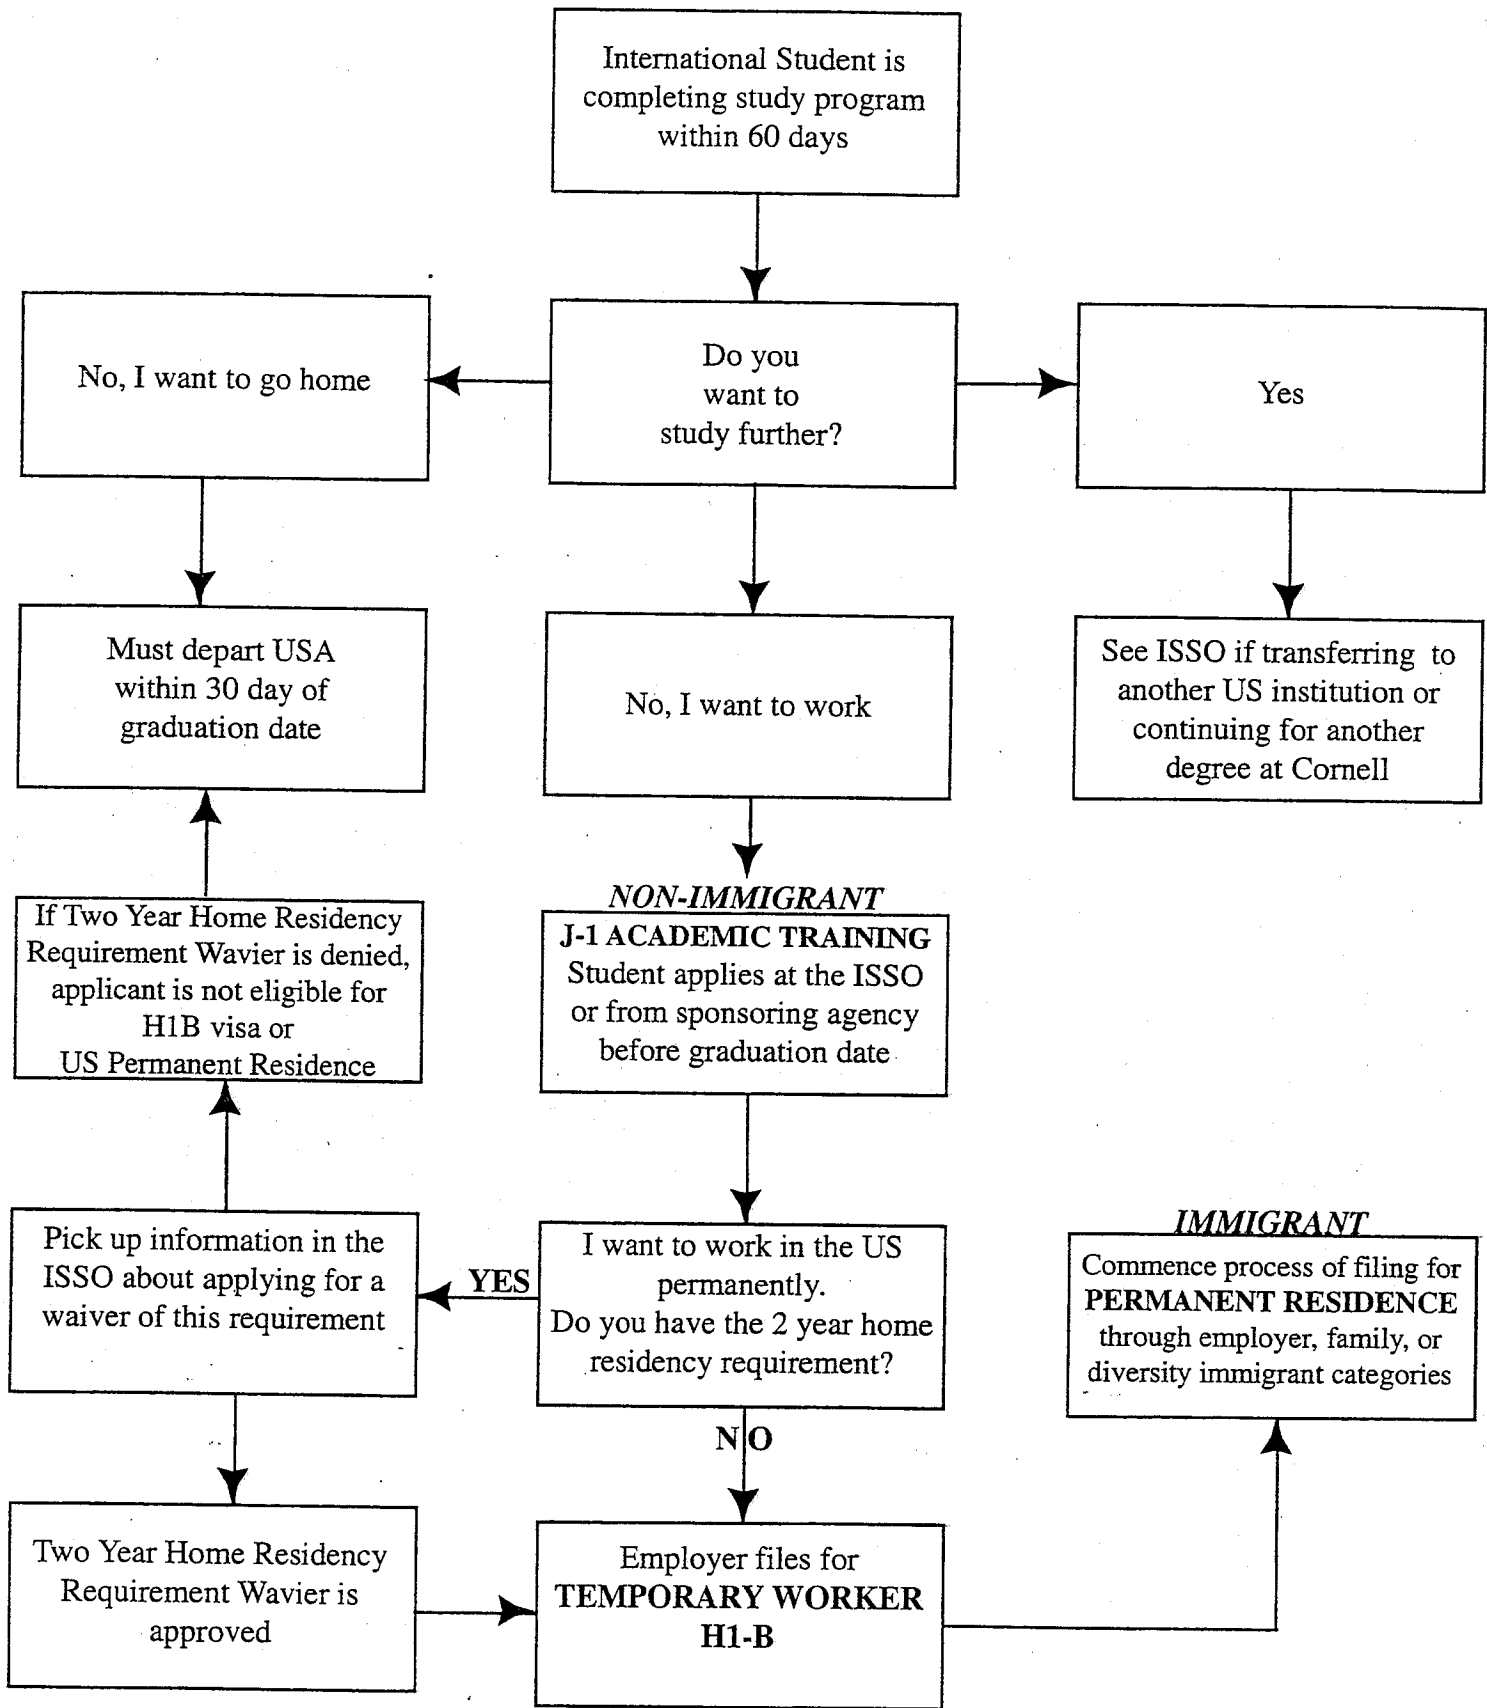 International Student is
completing study program
within 60 days
No, I want to go home
Do you
want to
study further?
Yes
Must depart USA
within 30 day of
graduation date
No, I want to work
See ISSO if transferring to
another US institution or
continuing for another
degree at Cornell
If Two Year Home Residency
Requirement Wavier is denied,
applicant is not eligible for
H1B visa or
US Permanent Residence
NON-IMMIGRANT
J-1 ACADEMIC TRAINING
Student applies at the ISSO
or from sponsoring agency
before graduation date
Pick up information in the
ISSO about applying for a
waiver of this requirement
YES
I want to work in the US
permanently.
Do you have the 2 year home
residency requirement?
NO
IMMIGRANT
Commence process of filing for
PERMANENT RESIDENCE
through employer, family, or
diversity immigrant categories
Two Year Home Residency
Requirement Wavier is
approved
Employer files for
TEMPORARY WORKER
H1-B